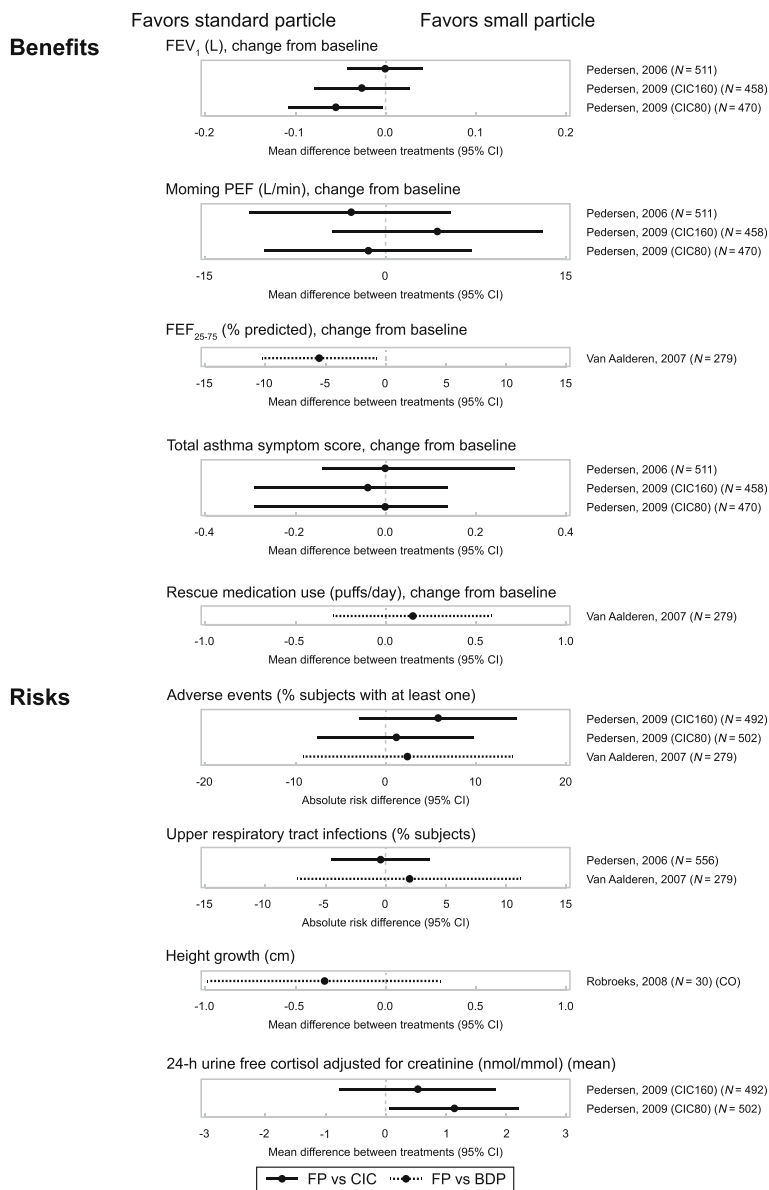 Favors standard particle Favors small particle
Benefits
FEV1 (L), change from baseline
Pedersen, 2006 (N = 511)
Pedersen, 2009 (CIC160) (N = 458)
Pedersen, 2009 (CIC80) (N = 470)
-0.2 -0.1 0.0 0.1 0.2
Mean difference between treatments (95% CI)
Moming PEF (L/min), change from baseline
Pedersen, 2006 (N = 511)
Pedersen, 2009 (CIC160) (N = 458)
Pedersen, 2009 (CIC80) (N = 470)
-15 0 15
Mean difference between treatments (95% CI)
FEF25-75 (% predicted), change from baseline
Van Aalderen, 2007 (N = 279)
-15 -10 -5 0 5 10 15
Mean difference between treatments (95% CI)
Total asthma symptom score, change from baseline
Pedersen, 2006 (N = 511)
Pedersen, 2009 (CIC160) (N = 458)
Pedersen, 2009 (CIC80) (N = 470)
-0.4 -0.2 0.0 0.2 0.4
Mean difference between treatments (95% CI)
Rescue medication use (puffs/day), change from baseline
Van Aalderen, 2007 (N = 279)
-1.0 -0.5 0.0 0.5 1.0
Mean difference between treatments (95% CI)
Risks
Adverse events (% subjects with at least one)
Pedersen, 2009 (CIC160) (N = 492)
Pedersen, 2009 (CIC80) (N = 502)
Van Aalderen, 2007 (N = 279)
-20 -10 0 10 20
Absolute risk difference (95% CI)
Upper respiratory tract infections (% subjects)
Pedersen, 2006 (N = 556)
Van Aalderen, 2007 (N = 279)
-15 -10 -5 0 5 10 15
Absolute risk difference (95% CI)
Height growth (cm)
Robroeks, 2008 (N = 30) (CO)
-1.0 -0.5 0.0 0.5 1.0
Mean difference between treatments (95% CI)
24-h urine free cortisol adjusted for creatinine (nmol/mmol) (mean)
Pedersen, 2009 (CIC160) (N = 492)
Pedersen, 2009 (CIC80) (N = 502)
-3 -2 -1 0 1 2 3
Mean difference between treatments (95% CI)
FP vs CIC FP vs BDP